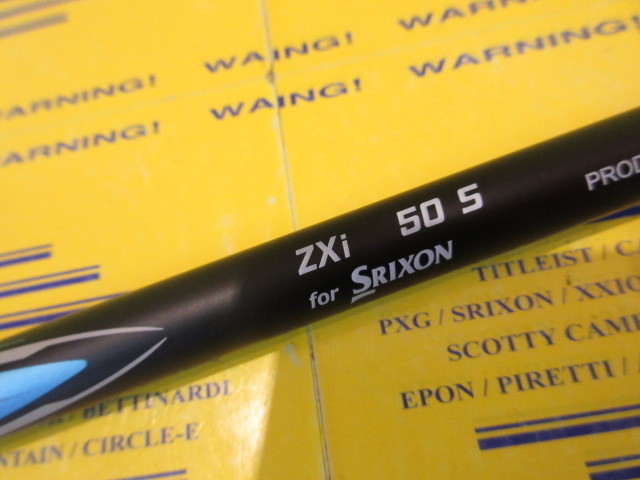 WAING!
WARNING!
WARNING!
WAING!
WARNING!
ZXi 50 S
for SRIXON
PROD
TITLEIST / C
PXG / SRIXON / XXIO
SCOTTY CAME
EPON / PIRETTI /
/ BETTINARDI
NTAIN / CIRCLE-E